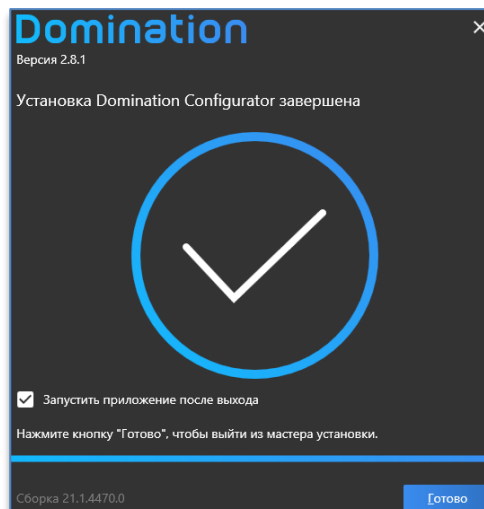 Domination
Версия 2.8.1
Установка Domination Configurator завершена
Запустить приложение после выхода
Нажмите кнопку "Готово", чтобы выйти из мастера установки.
Сборка 21.1.4470.0
Готово